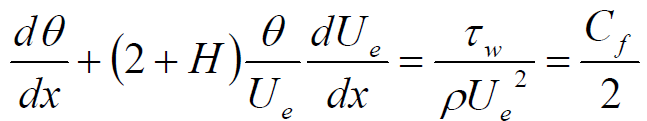 dθ/dx + (2 + H) θ/U_e dU_e/dx = τ_w/ρU_e² = C_f/2